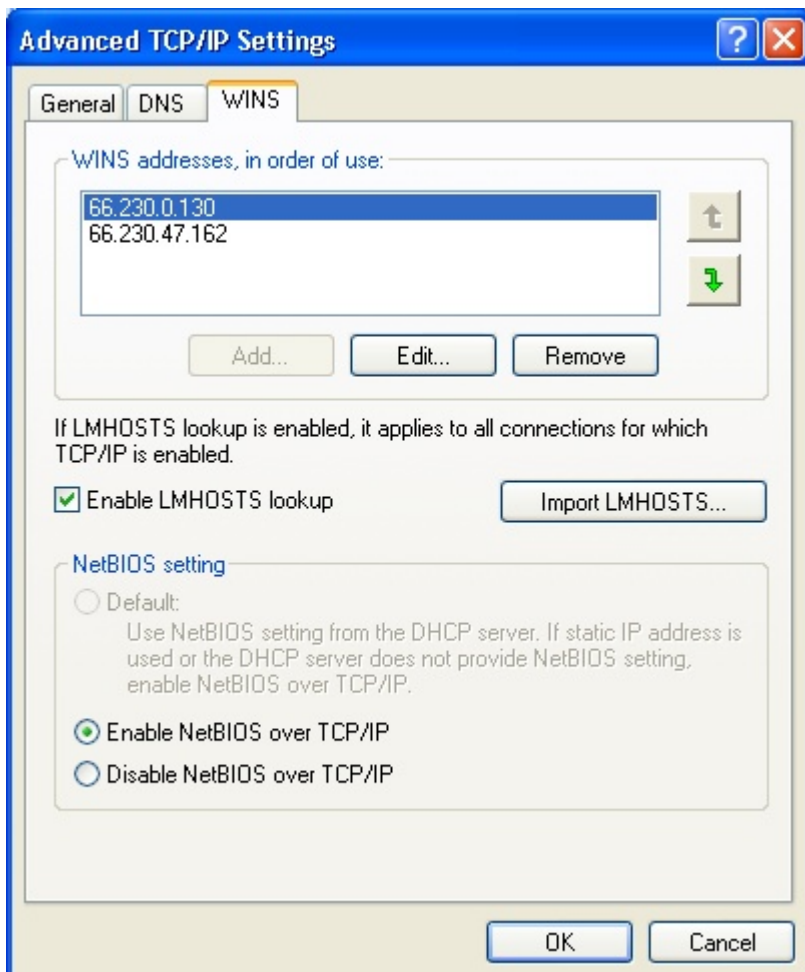 Advanced TCP/IP Settings
General DNS WINS
WINS addresses, in order of use:
66.230.0.130
66.230.47.162
Add... Edit... Remove
If LMHOSTS lookup is enabled, it applies to all connections for which
TCP/IP is enabled.
Enable LMHOSTS lookup Import LMHOSTS...
NetBIOS setting
Default:
Use NetBIOS setting from the DHCP server. If static IP address is
used or the DHCP server does not provide NetBIOS setting,
enable NetBIOS over TCP/IP.
Enable NetBIOS over TCP/IP
Disable NetBIOS over TCP/IP
OK Cancel